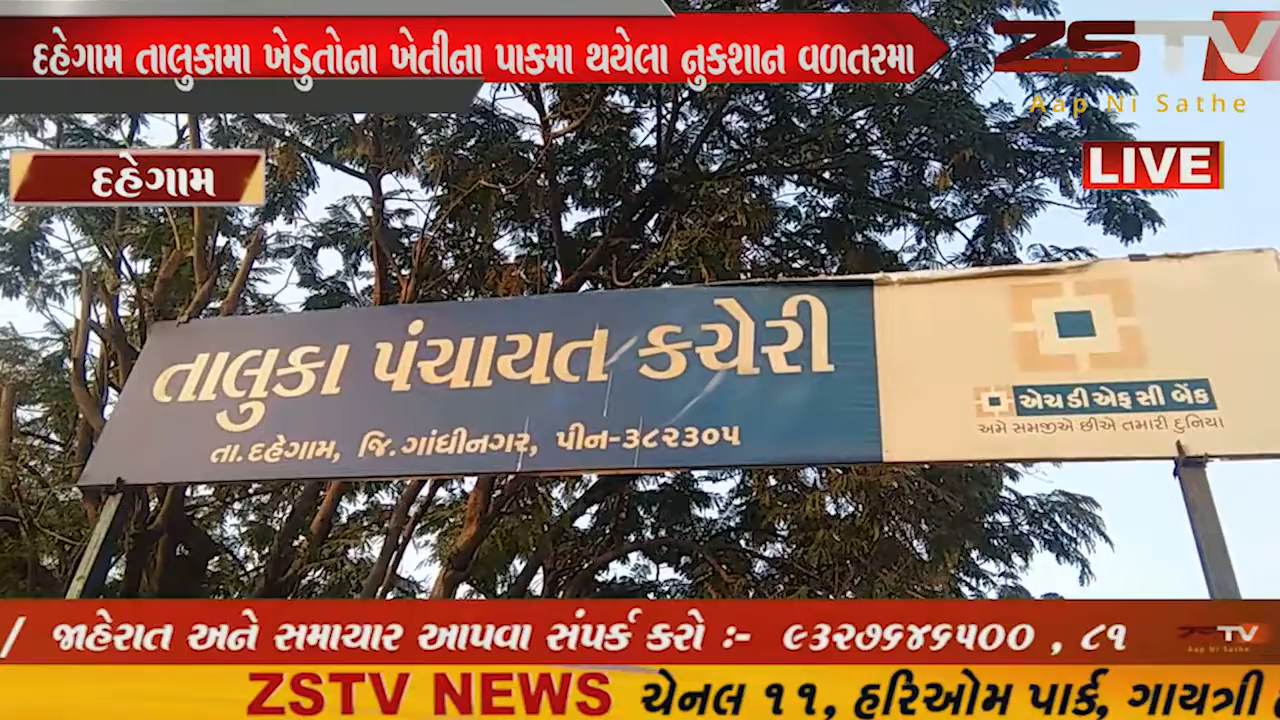 દહેગામ તાલુકામા ખેડુતોના ખેતીના પાકમા થયેલા નુકશાન વળતરમા
ZSTV
Aap Ni Sathe
દહેગામ
LIVE
તાલુકા પંચાયત કચેરી
તા.દહેગામ, જિ.ગાંધીનગર, પીન-૩૮૨૩૦૫
એચડીએફસી બેંક
અમે સમજીએ છીએ તમારી દુનિયા
/ જાહેરાત અને સમાચાર આપવા સંપર્ક કરો :- ૯૩૨૭૬૪૬૫૦૦ , ૮૧
ZSTV
Aap Ni Sathe
ZSTV NEWS ચેનલ ૧૧, હરિઓમ પાર્ક, ગાયત્રી